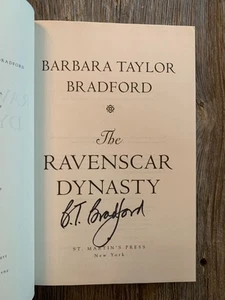 BARBARA TAYLOR
BRADFORD
The
RAVENSCAR
DYNASTY
B.T. Bradford
ST. MARTIN'S PRESS
New York